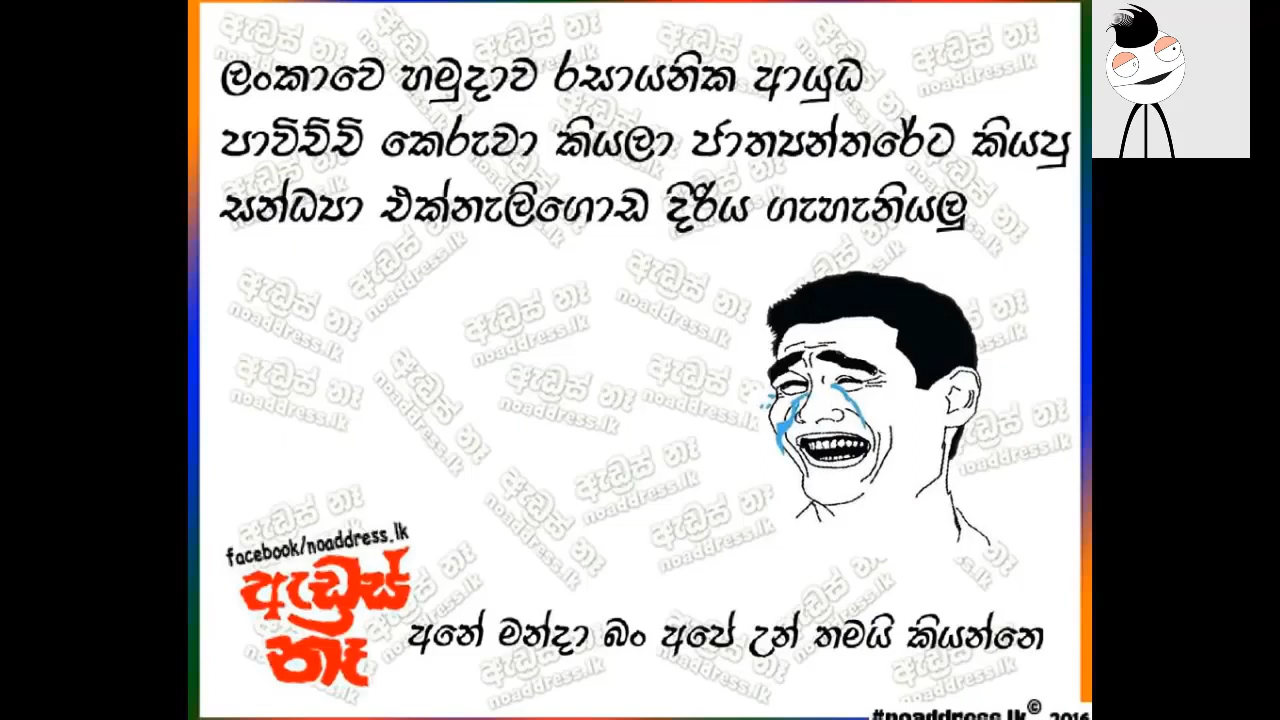 ලංකාවෙ හමුදාව රසායනික ආයුධ
පාවිච්චි කෙරුවා කියලා ජාත්‍යන්තරේට කියපු
සන්ධ්‍යා එක්නැලිගොඩ දිරිය ගැහැනියලු
facebook/noaddress.lk
ඇඩ්‍රස්
නෑ
අනේ මන්දා බං අපේ උන් තමයි කියන්නෙ
#noaddress.lk© 2016